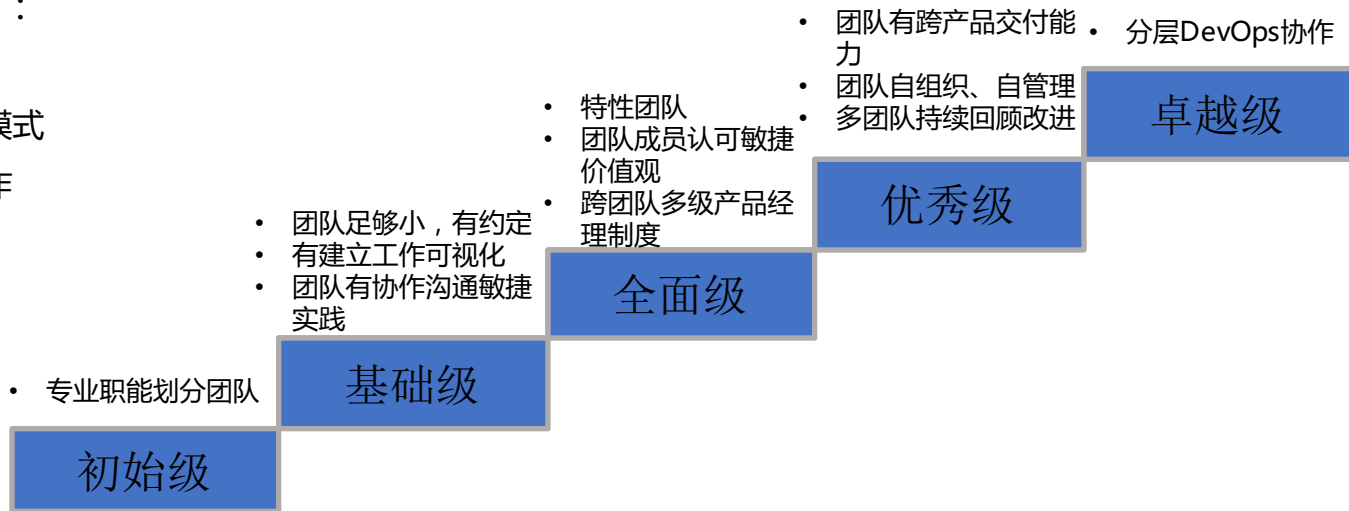 ：
模式
作
• 专业职能划分团队
初始级
• 团队足够小，有约定
• 有建立工作可视化
• 团队有协作沟通敏捷
实践
基础级
• 特性团队
• 团队成员认可敏捷
价值观
• 跨团队多级产品经
理制度
全面级
• 团队有跨产品交付能
力
• 团队自组织、自管理
• 多团队持续回顾改进
优秀级
• 分层DevOps协作
卓越级